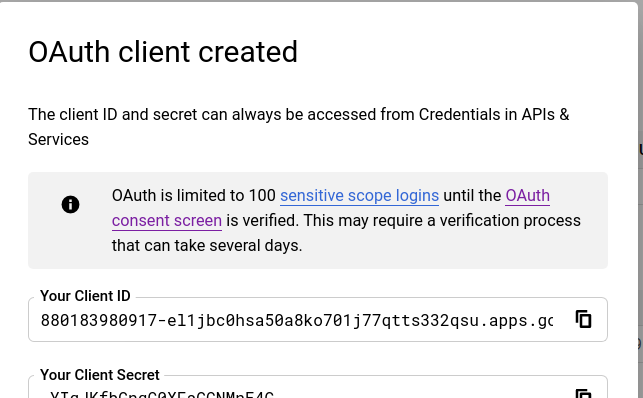 OAuth client created
The client ID and secret can always be accessed from Credentials in APIs &
Services
OAuth is limited to 100 sensitive scope logins until the OAuth
consent screen is verified. This may require a verification process
that can take several days.
Your Client ID
880183980917-el1jbc0hsa50a8ko701j77qtts332qsu.apps.gc
Your Client Secret